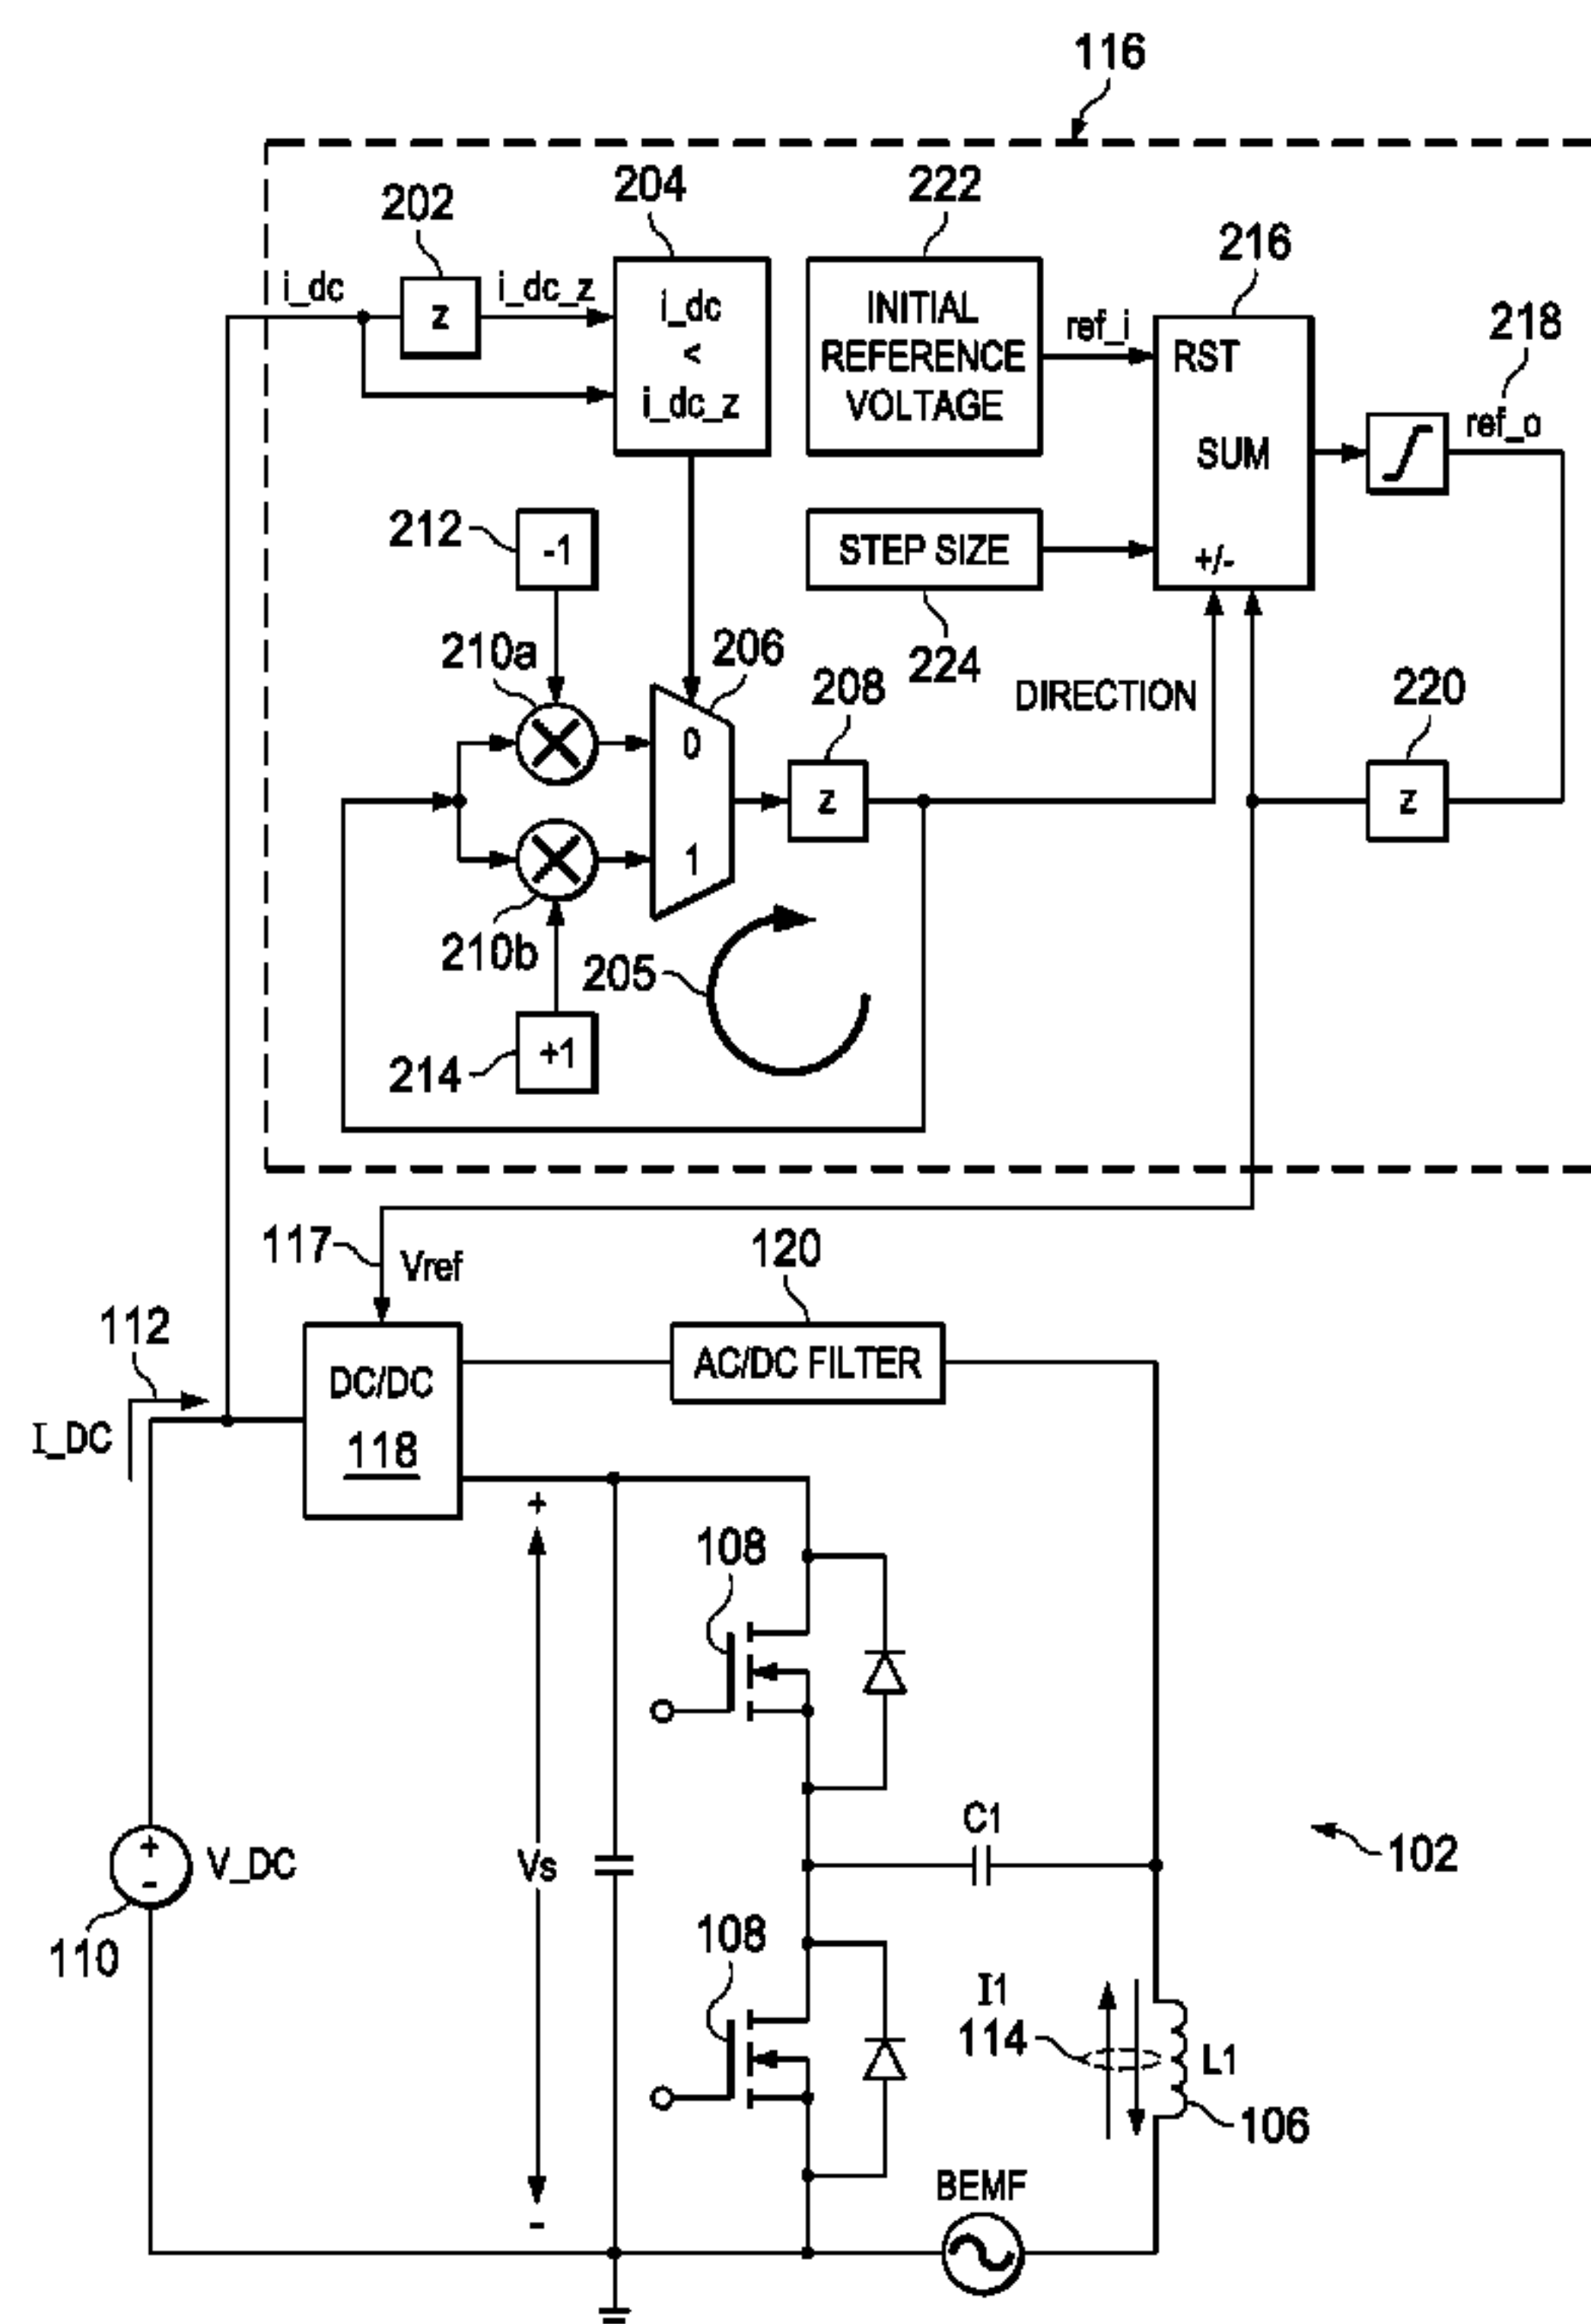 116
202
204
222
216
218
i_dc
z
i_dc_z
i_dc
<
i_dc_z
INITIAL
REFERENCE
VOLTAGE
ref_i
RST
SUM
+/-
ref_o
212
-1
STEP SIZE
224
210a
206
208
DIRECTION
220
0
1
z
z
210b
205
214
+1
117
Vref
120
112
I_DC
DC/DC
118
AC/DC FILTER
+
108
C1
102
+
-
V_DC
110
Vs
108
I1
114
L1
106
-
BEMF